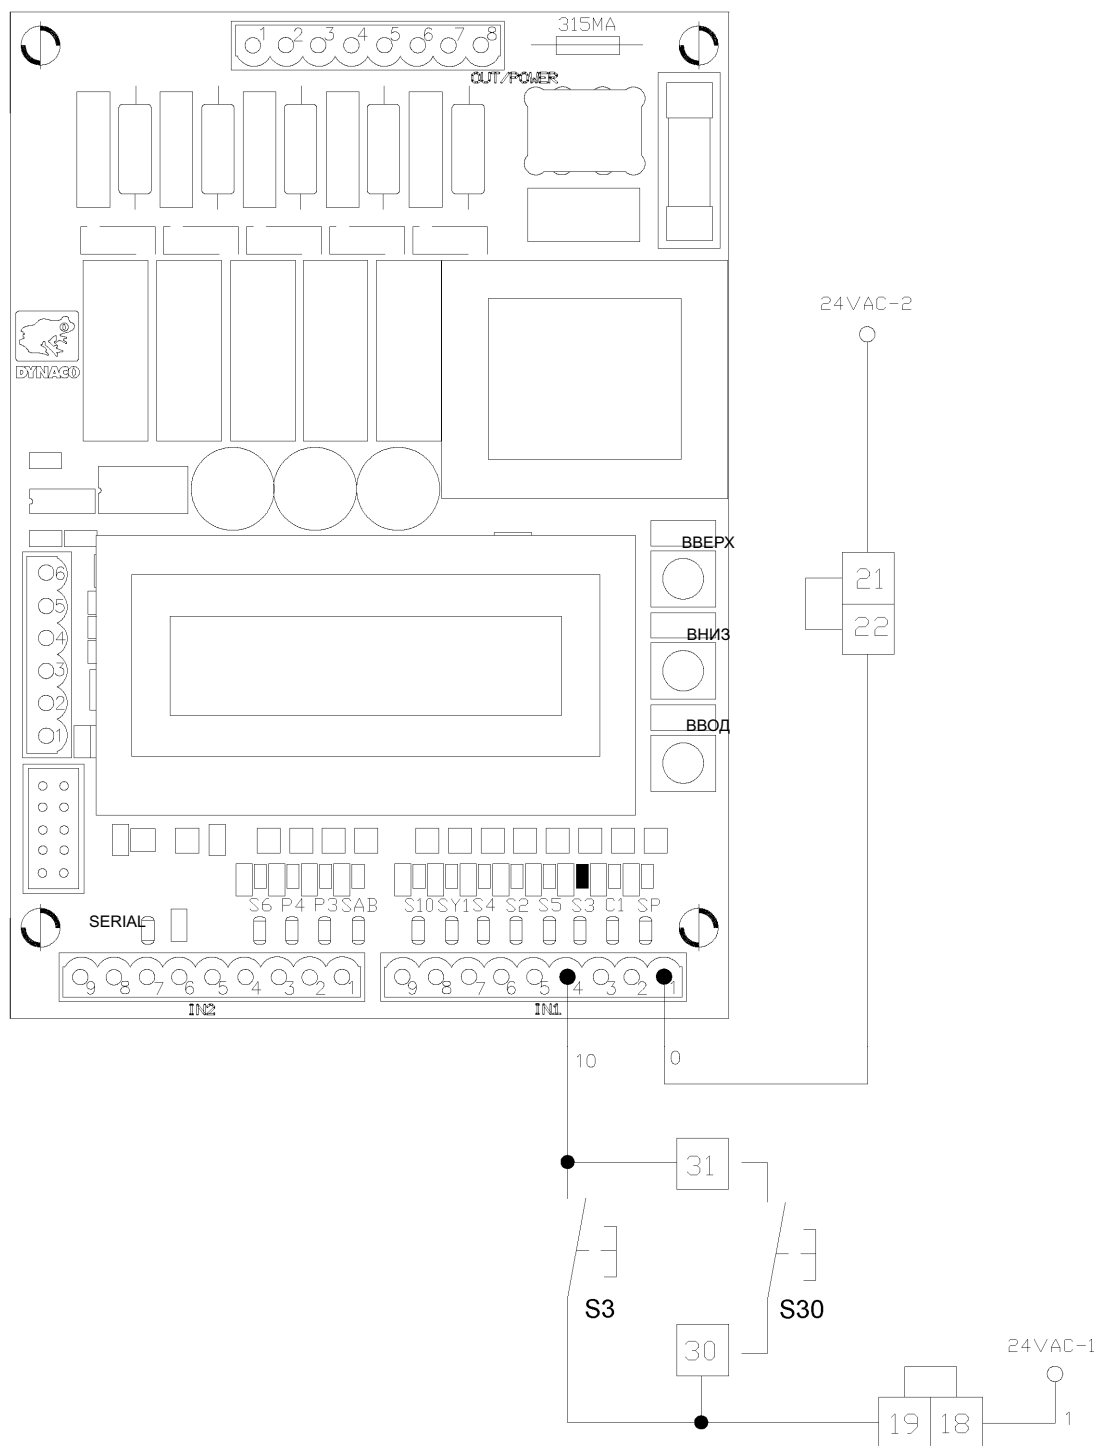 315MA
1 2 3 4 5 6 7 8
OUT/POWER
24VAC-2
DYNACO
ВВЕРХ
6
21
5
22
ВНИЗ
4
3
2
ВВОД
1
S6 P4 P3 SAB S10 SY1 S4 S2 S5 S3 C1 SP
SERIAL
9 8 7 6 5 4 3 2 1 9 8 7 6 5 4 3 2 1
IN2 IN1
10 0
31
S3 S30
30
24VAC-1
19 18 1